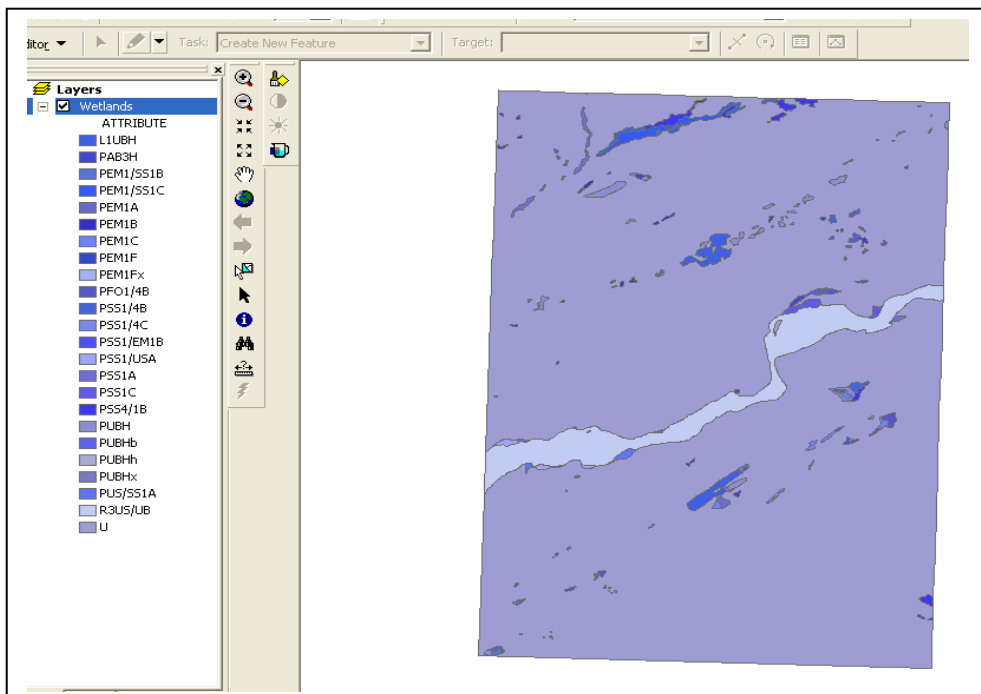 Task: Create New Feature Target:
Layers
Wetlands
ATTRIBUTE
L1UBH
PAB3H
PEM1/SS1B
PEM1/SS1C
PEM1A
PEM1B
PEM1C
PEM1F
PEM1Fx
PFO1/4B
PSS1/4B
PSS1/4C
PSS1/EM1B
PSS1/USA
PSS1A
PSS1C
PSS4/1B
PUBH
PUBHb
PUBHh
PUBHx
PUS/SS1A
R3US/UB
U